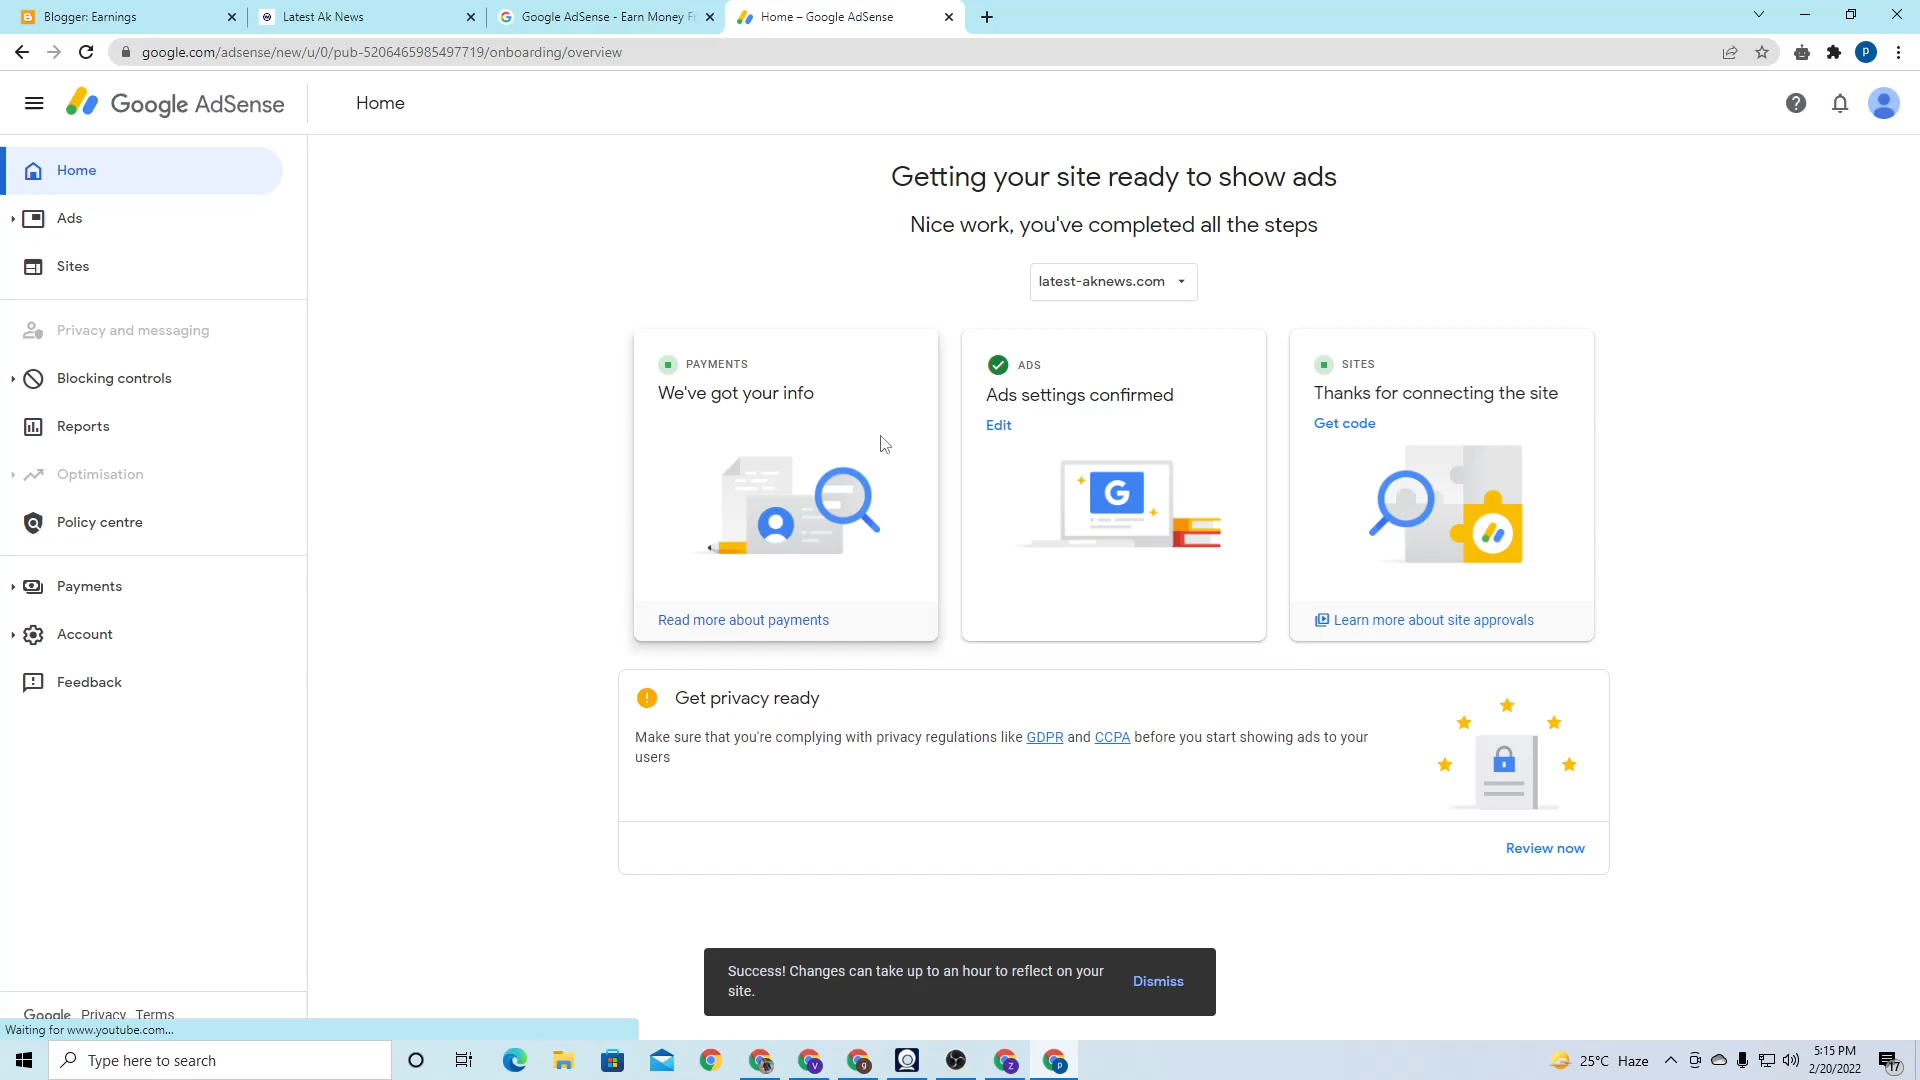 Blogger: Earnings
Latest Ak News
Google AdSense - Earn Money Fr
Home – Google AdSense
google.com/adsense/new/u/0/pub-5206465985497719/onboarding/overview
P
Google AdSense
Home
Home
Ads
Sites
Privacy and messaging
Blocking controls
Reports
Optimisation
Policy centre
Payments
Account
Feedback
Google Privacy Terms
Getting your site ready to show ads
Nice work, you've completed all the steps
latest-aknews.com
PAYMENTS
We've got your info
Read more about payments
ADS
Ads settings confirmed
Edit
G
SITES
Thanks for connecting the site
Get code
Learn more about site approvals
Get privacy ready
Make sure that you're complying with privacy regulations like GDPR and CCPA before you start showing ads to your
users
Review now
Success! Changes can take up to an hour to reflect on your
site.
Dismiss
Waiting for www.youtube.com...
Type here to search
V
g
Z
P
25°C Haze
5:15 PM
2/20/2022
17